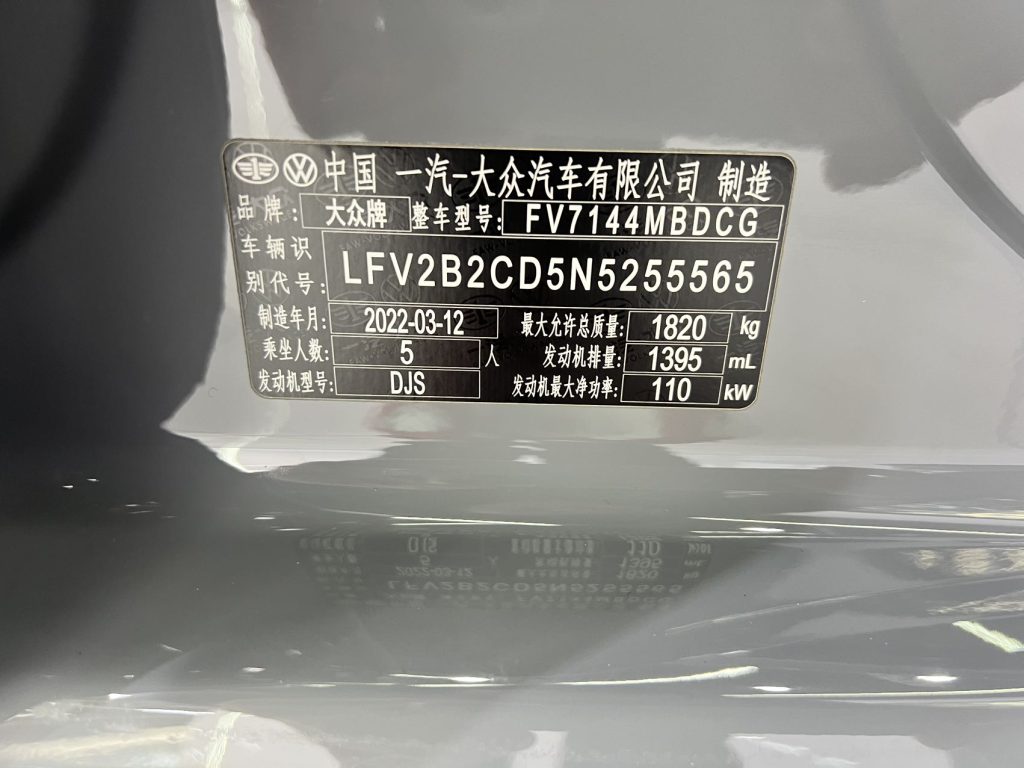 中国 一汽-大众汽车有限公司 制造
品牌: 大众牌 整车型号: FV7144MBDCG
车辆识别代号: LFV2B2CD5N5255565
制造年月: 2022-03-12 最大允许总质量: 1820 kg
乘坐人数: 5 人 发动机排量: 1395 mL
发动机型号: DJS 发动机最大净功率: 110 kW